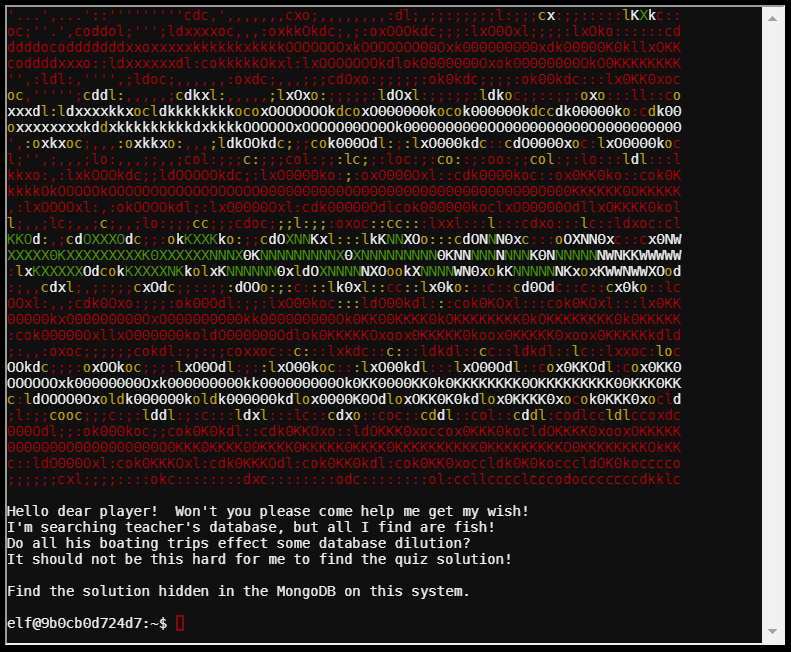 Hello dear player!  Won't you please come help me get my wish!
I'm searching teacher's database, but all I find are fish!
Do all his boating trips effect some database dilution?
It should not be this hard for me to find the quiz solution!
Find the solution hidden in the MongoDB on this system.
elf@9b0cb0d724d7:~$